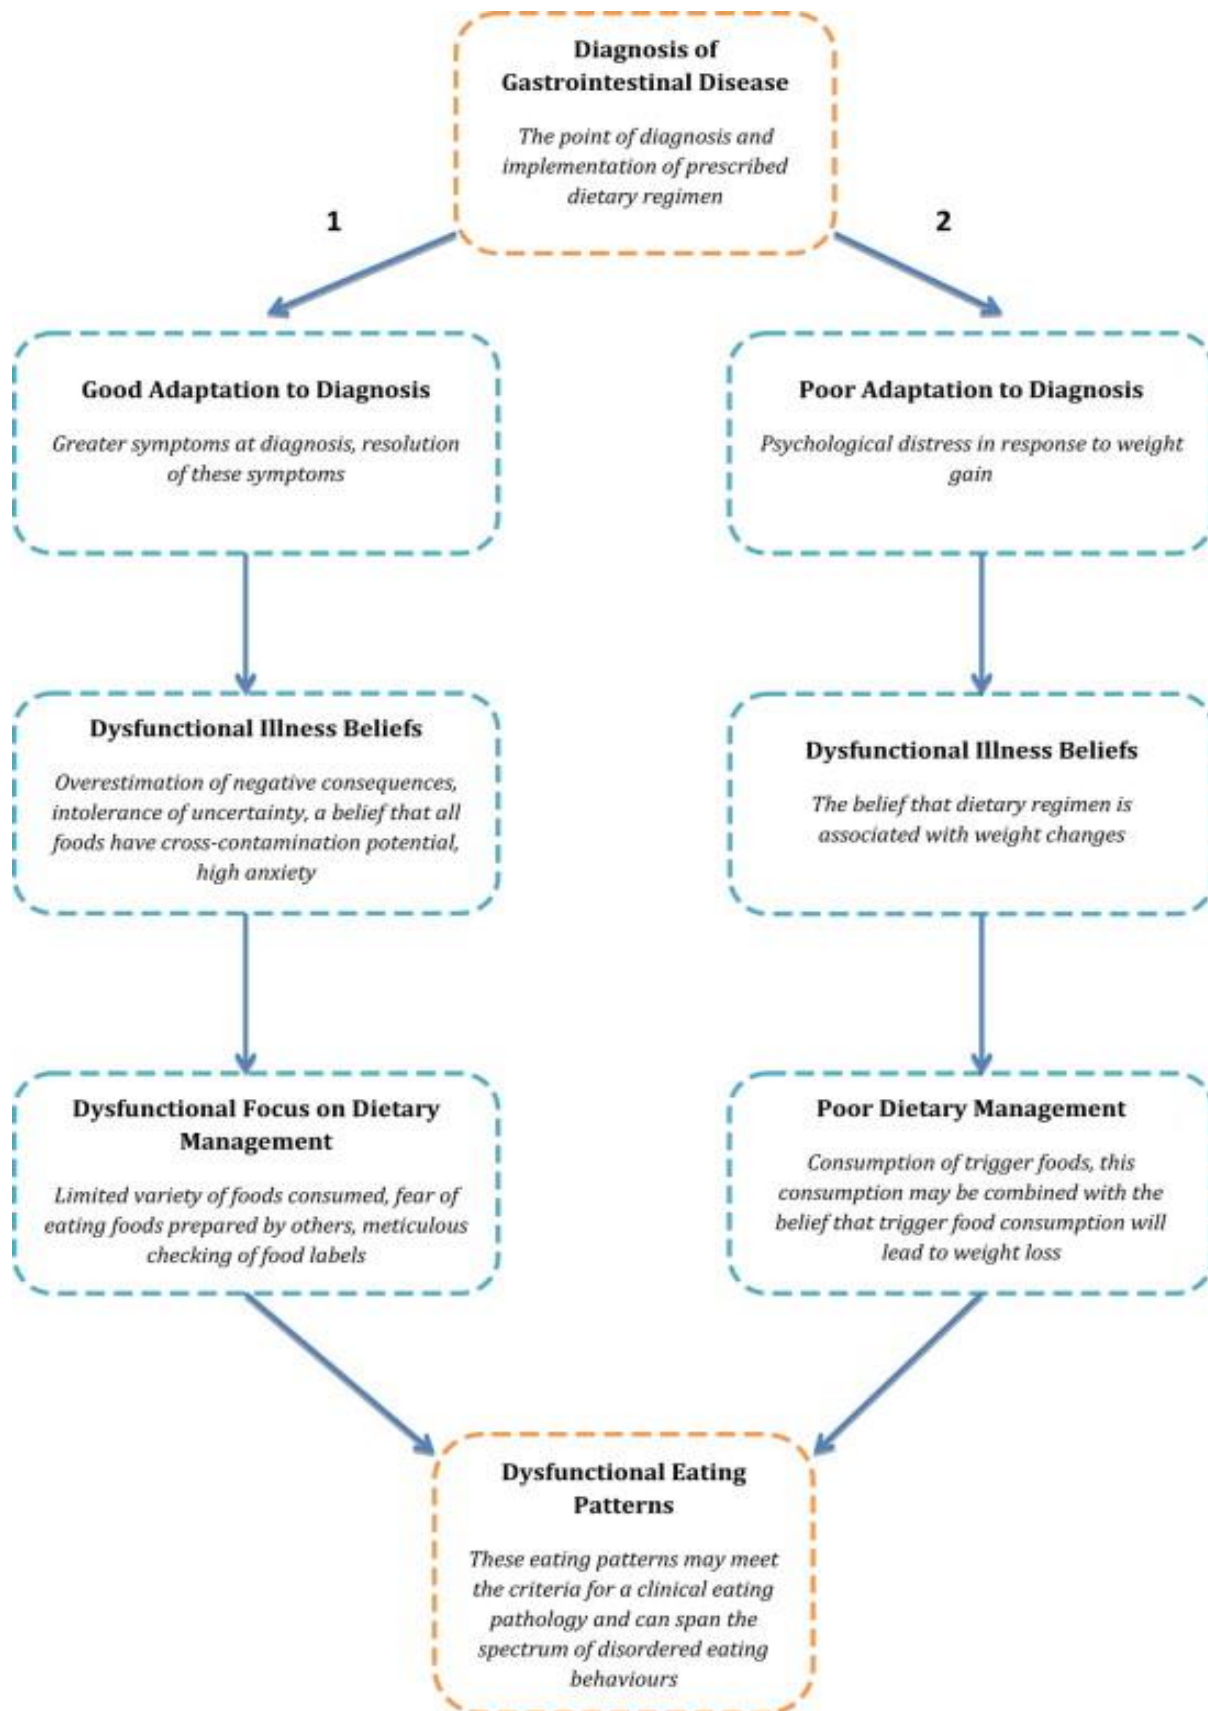 Diagnosis of
Gastrointestinal Disease
The point of diagnosis and
implementation of prescribed
dietary regimen
1
2
Good Adaptation to Diagnosis
Greater symptoms at diagnosis, resolution
of these symptoms
Poor Adaptation to Diagnosis
Psychological distress in response to weight
gain
Dysfunctional Illness Beliefs
Overestimation of negative consequences,
intolerance of uncertainty, a belief that all
foods have cross-contamination potential,
high anxiety
Dysfunctional Illness Beliefs
The belief that dietary regimen is
associated with weight changes
Dysfunctional Focus on Dietary
Management
Limited variety of foods consumed, fear of
eating foods prepared by others, meticulous
checking of food labels
Poor Dietary Management
Consumption of trigger foods, this
consumption may be combined with the
belief that trigger food consumption will
lead to weight loss
Dysfunctional Eating
Patterns
These eating patterns may meet
the criteria for a clinical eating
pathology and can span the
spectrum of disordered eating
behaviours